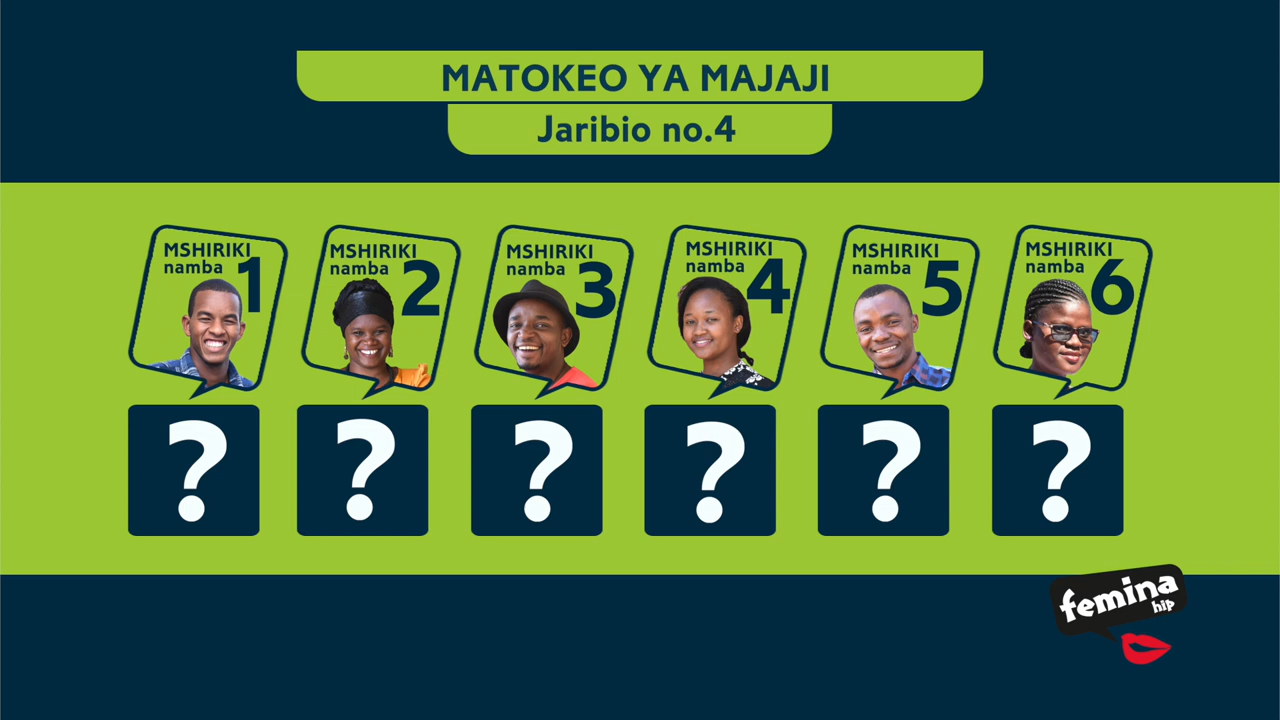 MATOKEO YA MAJAJI
Jaribio no.4
MSHIRIKI
namba 1
MSHIRIKI
namba 2
MSHIRIKI
namba 3
MSHIRIKI
namba 4
MSHIRIKI
namba 5
MSHIRIKI
namba 6
? ? ? ? ? ?
femina
hip